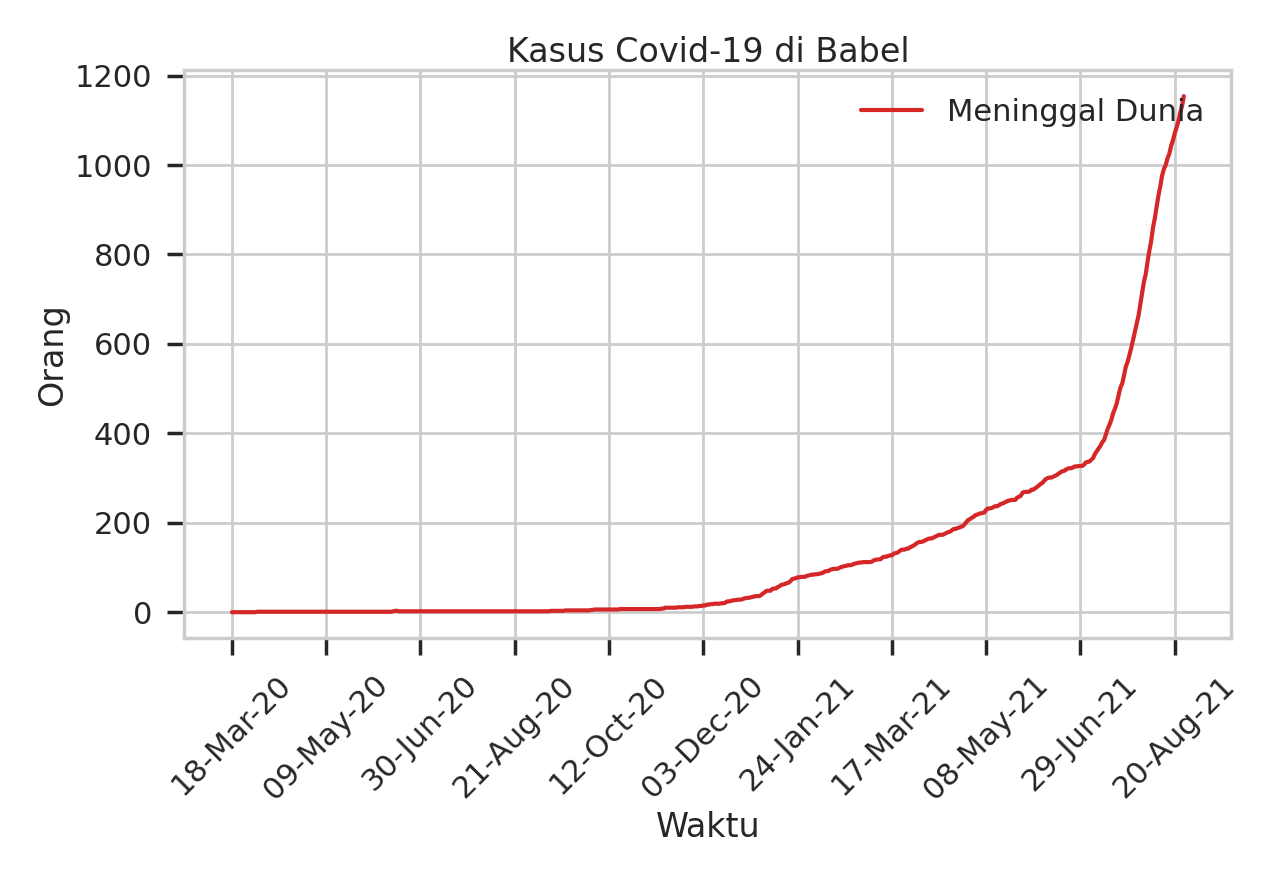 Kasus Covid-19 di Babel
Meninggal Dunia
Orang
1200
1000
800
600
400
200
0
18-Mar-20
09-May-20
30-Jun-20
21-Aug-20
12-Oct-20
03-Dec-20
24-Jan-21
17-Mar-21
08-May-21
29-Jun-21
20-Aug-21
Waktu